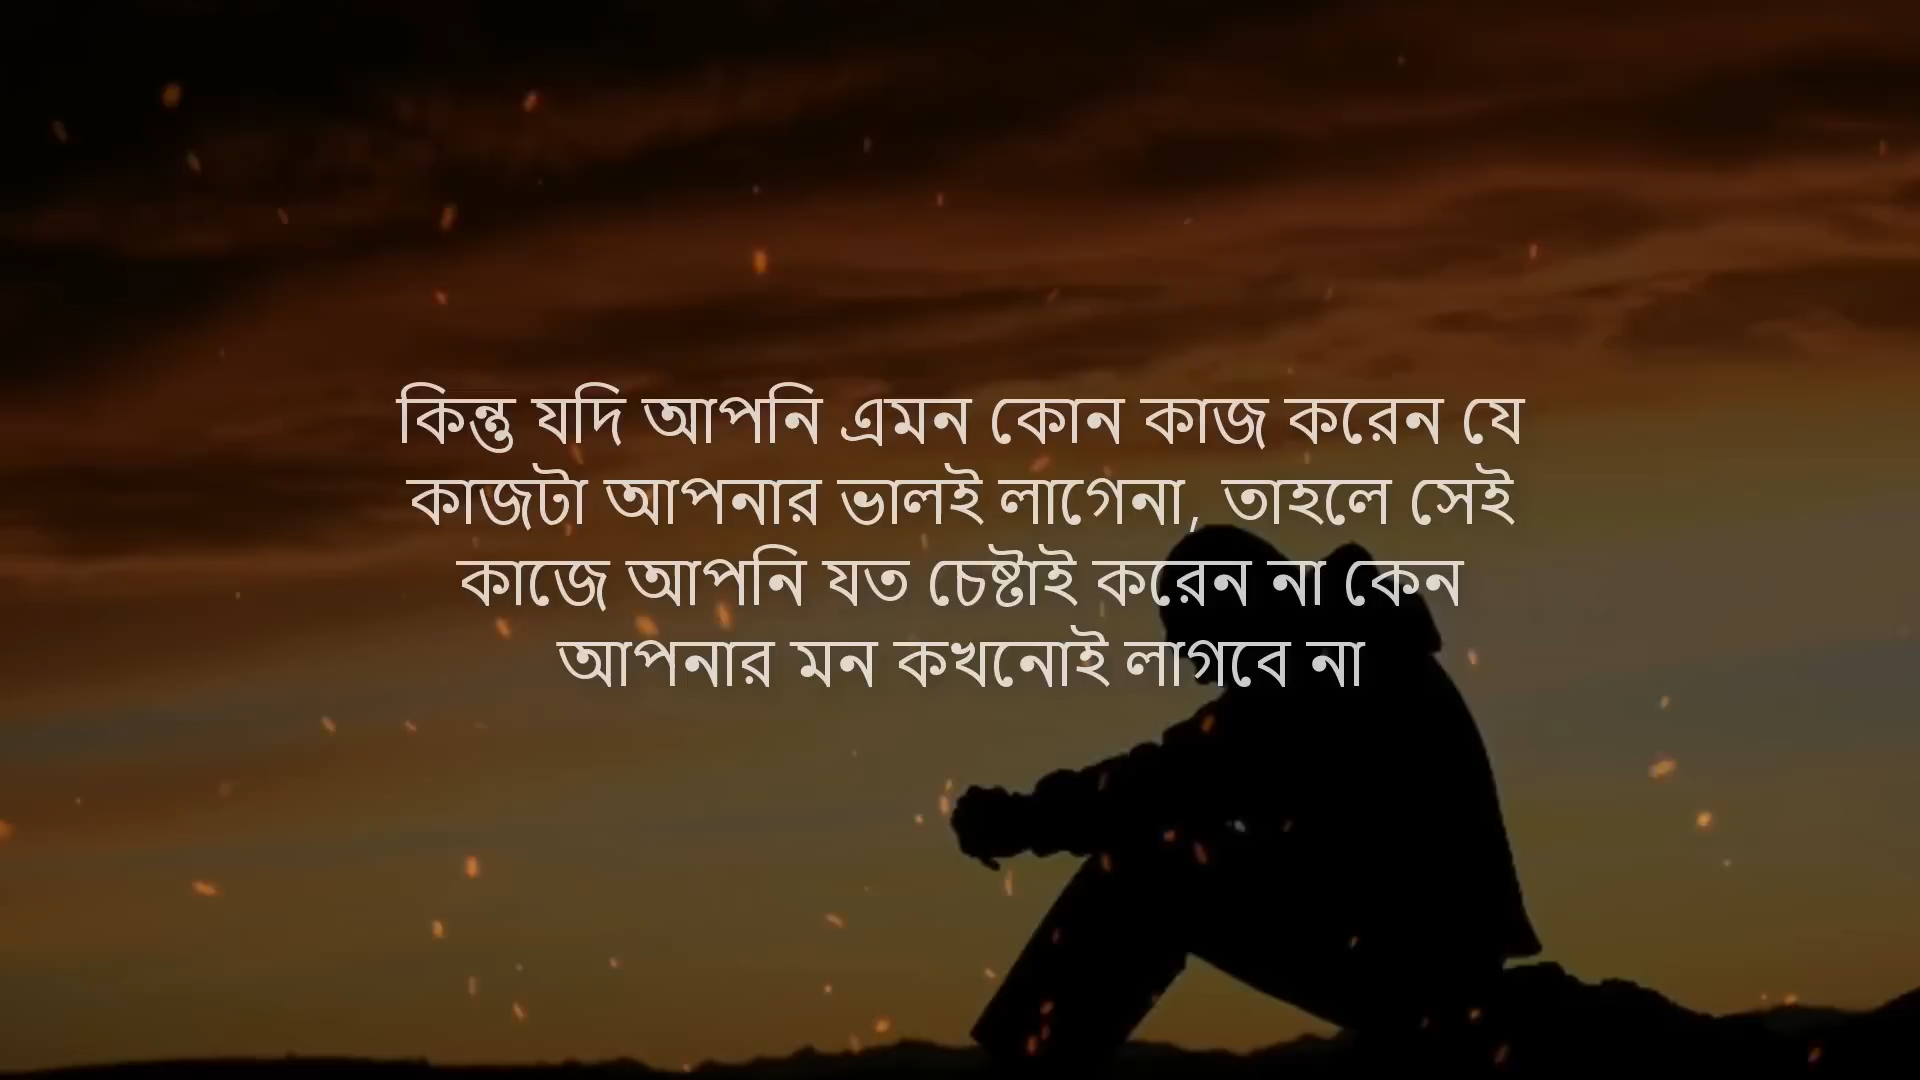 কিন্তু যদি আপনি এমন কোন কাজ করেন যে
কাজটা আপনার ভালই লাগেনা, তাহলে সেই
কাজে আপনি যত চেষ্টাই করেন না কেন
আপনার মন কখনোই লাগবে না